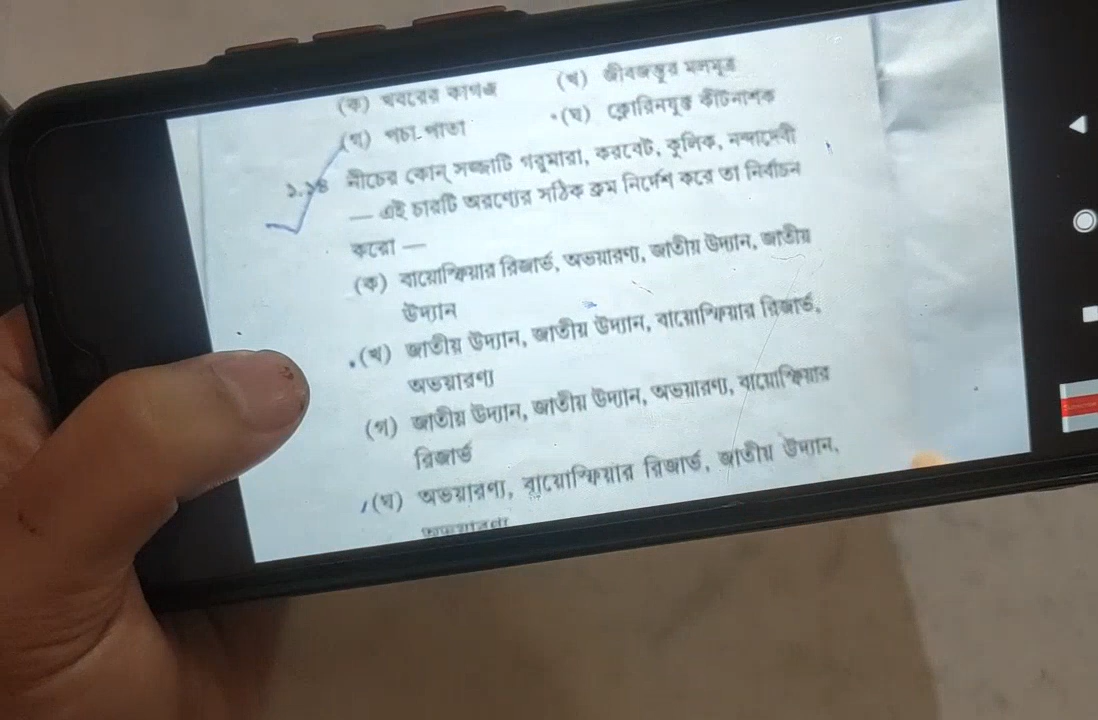 (ক) খবরের কাগজ (খ) জীবজন্তুর মলমূত্র
(গ) পচা-পাতা (ঘ) ক্লোরিনযুক্ত কীটনাশক
১.১৪ নীচের কোন্ সজ্জাটি গরুমারা, করবেট, কুলিক, নন্দাদেবী
— এই চারটি অরণ্যের সঠিক ক্রম নির্দেশ করে তা নির্বাচন
করো —
(ক) বায়োস্ফিয়ার রিজার্ভ, অভয়ারণ্য, জাতীয় উদ্যান, জাতীয়
উদ্যান
(খ) জাতীয় উদ্যান, জাতীয় উদ্যান, বায়োস্ফিয়ার রিজার্ভ,
অভয়ারণ্য
(গ) জাতীয় উদ্যান, জাতীয় উদ্যান, অভয়ারণ্য, বায়োস্ফিয়ার
রিজার্ভ
(ঘ) অভয়ারণ্য, বায়োস্ফিয়ার রিজার্ভ, জাতীয় উদ্যান,